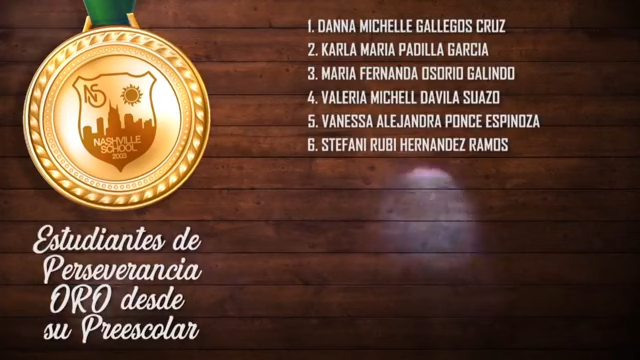 NS
NASHVILLE
SCHOOL
2003
Estudiantes de
Perseverancia
ORO desde
su Preescolar
1. DANNA MICHELLE GALLEGOS CRUZ
2. KARLA MARIA PADILLA GARCIA
3. MARIA FERNANDA OSORIO GALINDO
4. VALERIA MICHELL DAVILA SUAZO
5. VANESSA ALEJANDRA PONCE ESPINOZA
6. STEFANI RUBI HERNANDEZ RAMOS